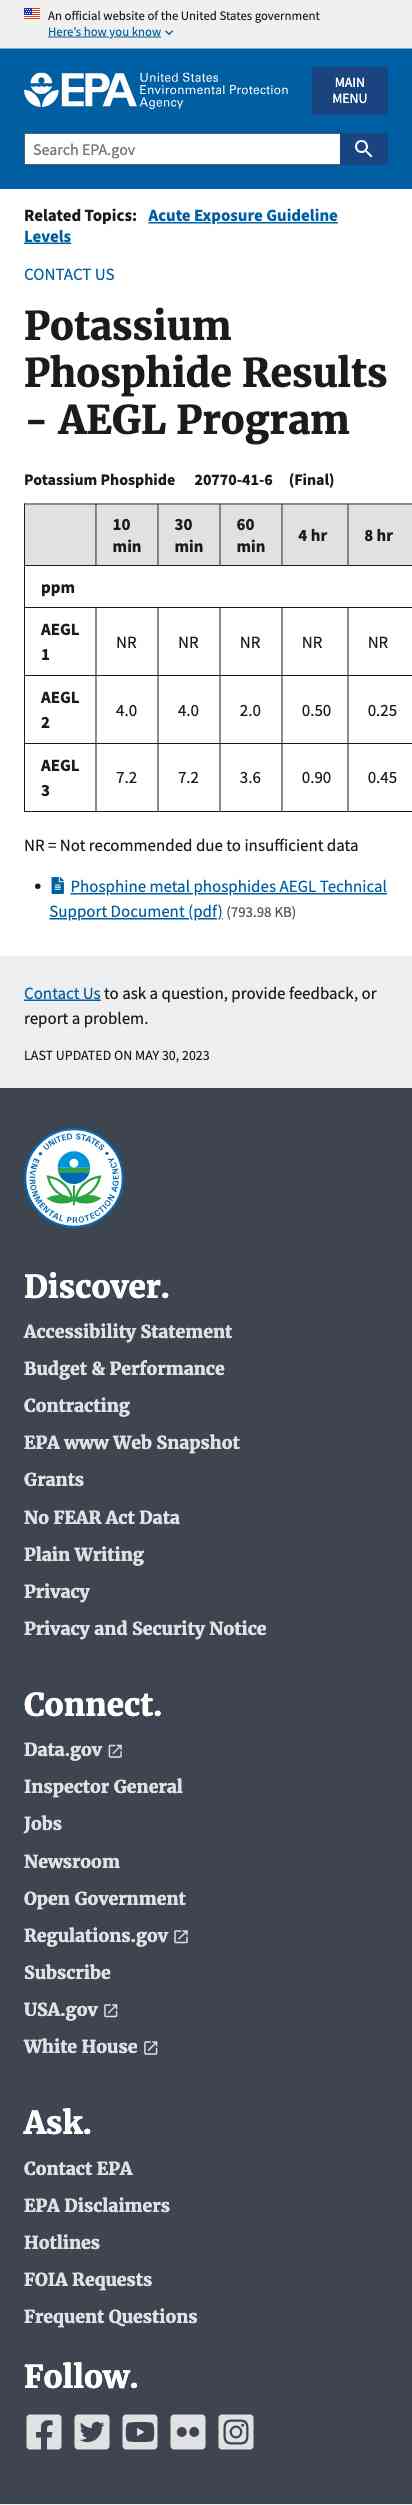 An official website of the United States government
Here's how you know
EPA United States
Environmental Protection
Agency
MAIN
MENU
Search EPA.gov
Related Topics: Acute Exposure Guideline
Levels
CONTACT US
Potassium
Phosphide Results
- AEGL Program
Potassium Phosphide 20770-41-6 (Final)
10 min 30 min 60 min 4 hr 8 hr
ppm
AEGL 1 NR NR NR NR NR
AEGL 2 4.0 4.0 2.0 0.50 0.25
AEGL 3 7.2 7.2 3.6 0.90 0.45
NR = Not recommended due to insufficient data
• Phosphine metal phosphides AEGL Technical
Support Document (pdf) (793.98 KB)
Contact Us to ask a question, provide feedback, or
report a problem.
LAST UPDATED ON MAY 30, 2023
UNITED STATES
ENVIRONMENTAL PROTECTION AGENCY
Discover.
Accessibility Statement
Budget & Performance
Contracting
EPA www Web Snapshot
Grants
No FEAR Act Data
Plain Writing
Privacy
Privacy and Security Notice
Connect.
Data.gov
Inspector General
Jobs
Newsroom
Open Government
Regulations.gov
Subscribe
USA.gov
White House
Ask.
Contact EPA
EPA Disclaimers
Hotlines
FOIA Requests
Frequent Questions
Follow.